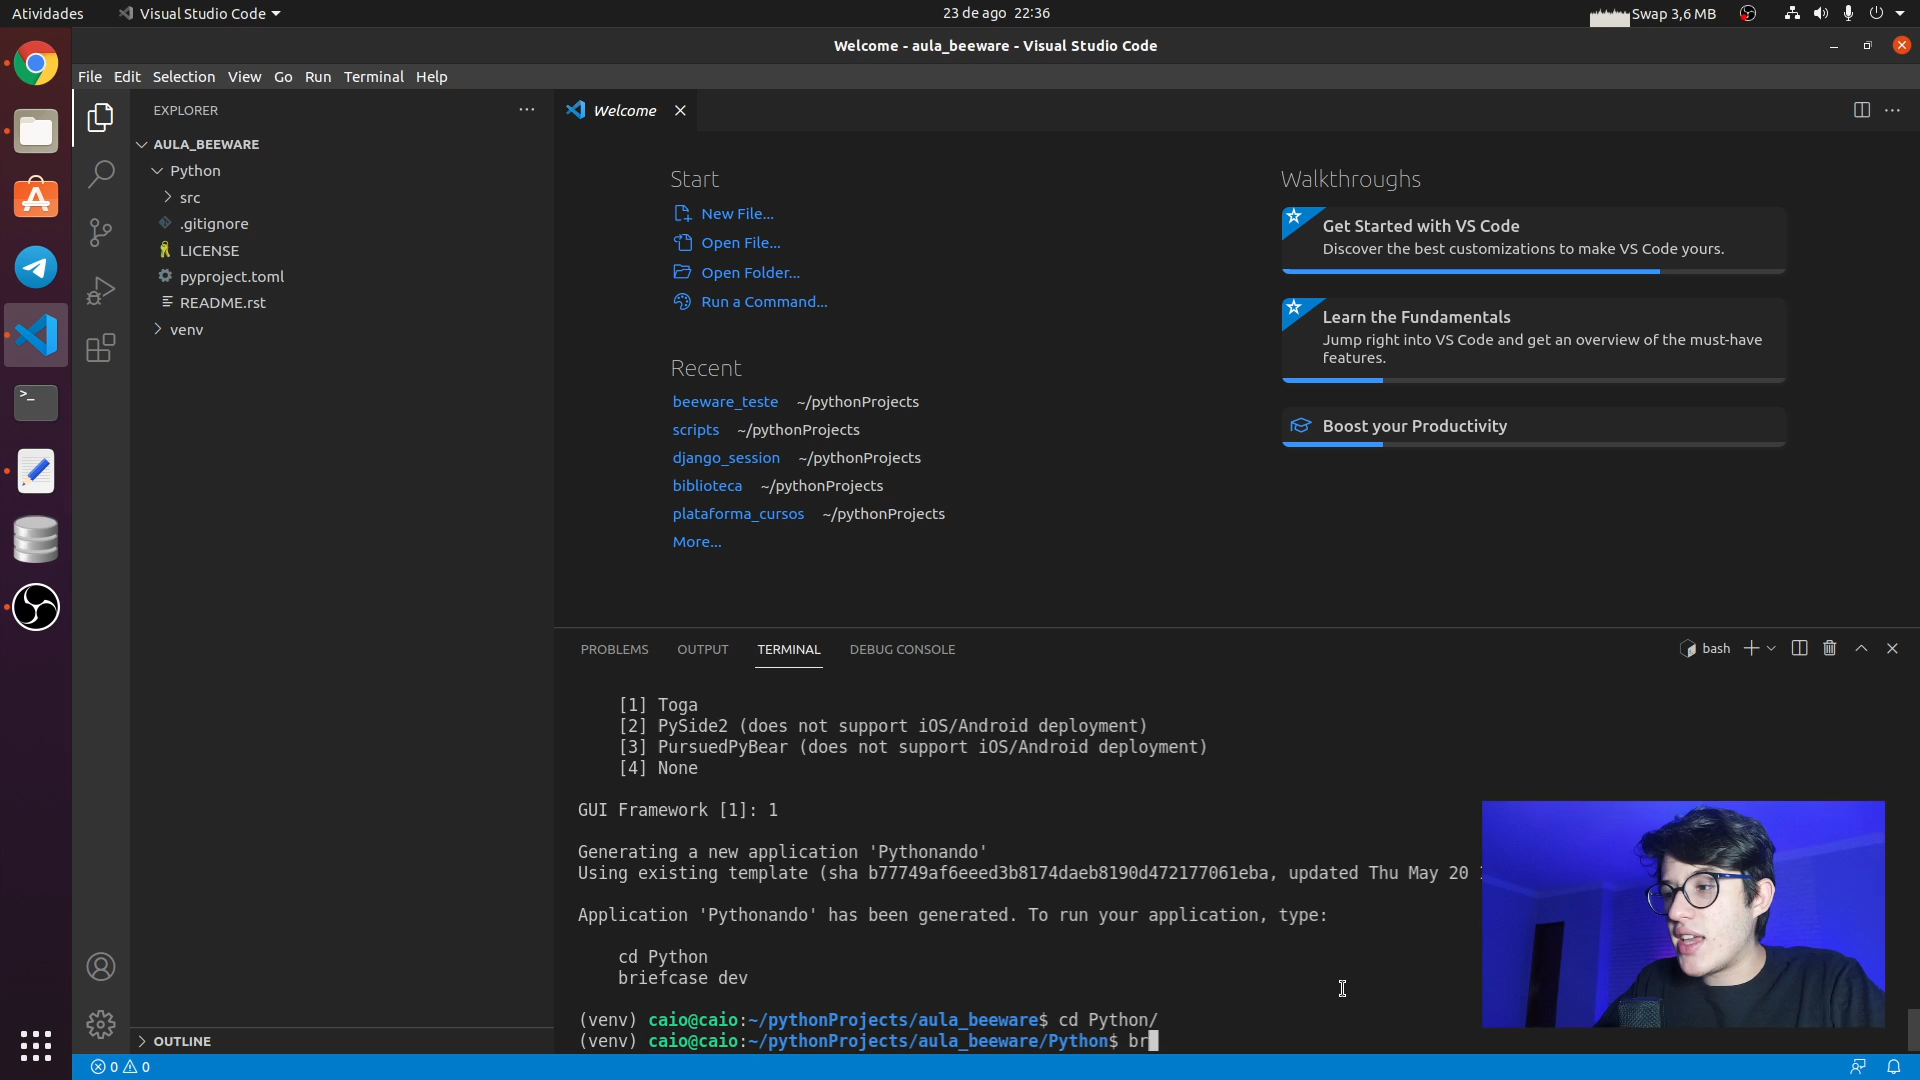 Atividades
Visual Studio Code
23 de ago 22:36
Swap 3,6 MB
Welcome - aula_beeware - Visual Studio Code
File Edit Selection View Go Run Terminal Help
EXPLORER
AULA_BEEWARE
Python
src
.gitignore
LICENSE
pyproject.toml
README.rst
venv
OUTLINE
Welcome
Start
New File...
Open File...
Open Folder...
Run a Command...
Recent
beeware_teste ~/pythonProjects
scripts ~/pythonProjects
django_session ~/pythonProjects
biblioteca ~/pythonProjects
plataforma_cursos ~/pythonProjects
More...
Walkthroughs
Get Started with VS Code
Discover the best customizations to make VS Code yours.
Learn the Fundamentals
Jump right into VS Code and get an overview of the must-have
features.
Boost your Productivity
PROBLEMS OUTPUT TERMINAL DEBUG CONSOLE
bash
[1] Toga
[2] PySide2 (does not support iOS/Android deployment)
[3] PursuedPyBear (does not support iOS/Android deployment)
[4] None
GUI Framework [1]: 1
Generating a new application 'Pythonando'
Using existing template (sha b77749af6eeed3b8174daeb8190d472177061eba, updated Thu May 20
Application 'Pythonando' has been generated. To run your application, type:
cd Python
briefcase dev
(venv) caio@caio:~/pythonProjects/aula_beeware$ cd Python/
(venv) caio@caio:~/pythonProjects/aula_beeware/Python$ br
0 0